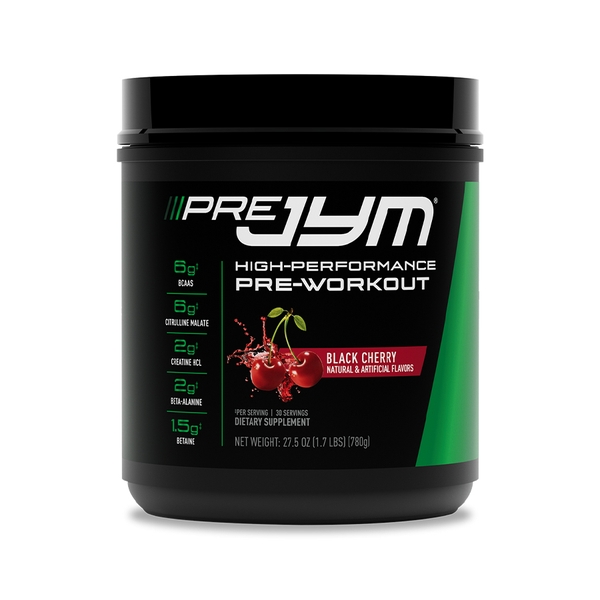 ///PRE JYM®
HIGH-PERFORMANCE
PRE-WORKOUT
6g‡
BCAAS
6g‡
CITRULLINE MALATE
2g‡
CREATINE HCL
2g‡
BETA-ALANINE
1.5g‡
BETAINE
BLACK CHERRY
NATURAL & ARTIFICIAL FLAVORS
‡PER SERVING | 30 SERVINGS
DIETARY SUPPLEMENT
NET WEIGHT: 27.5 OZ (1.7 LBS) (780g)